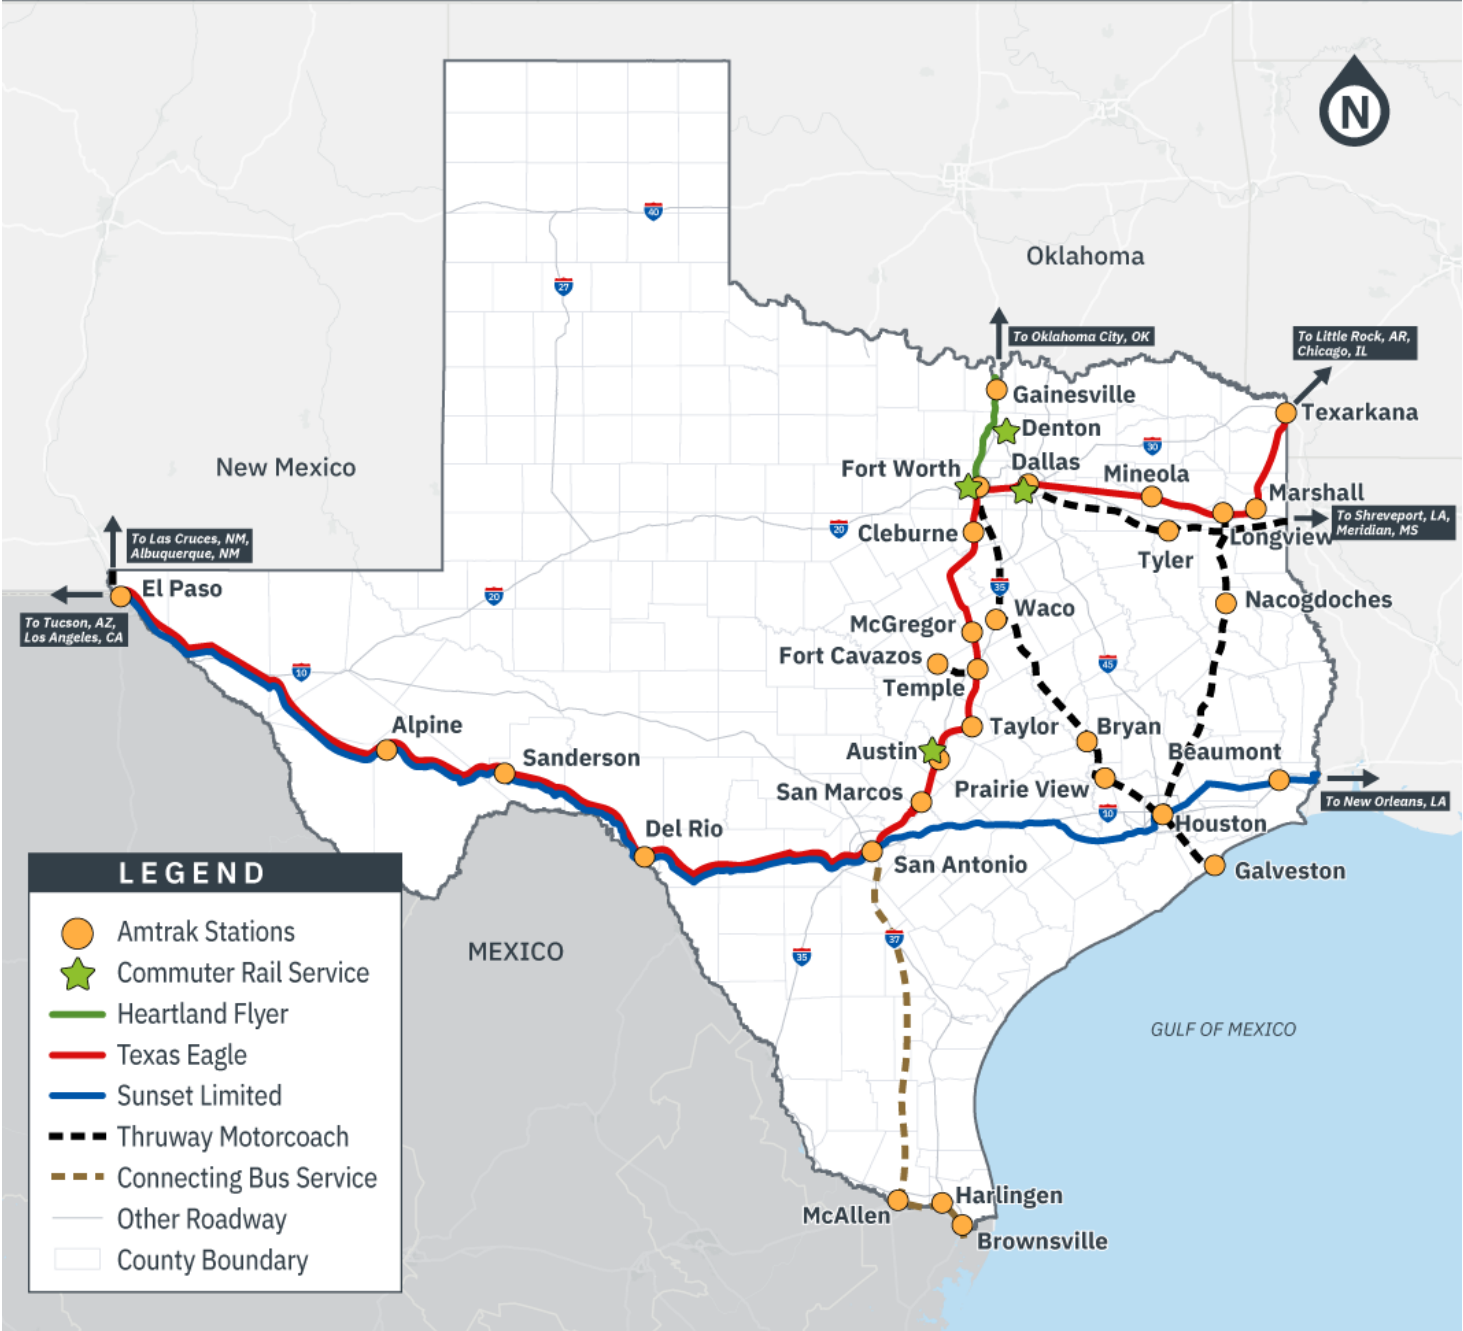 N
40
27
Oklahoma
To Oklahoma City, OK
To Little Rock, AR,
Chicago, IL
Gainesville
Texarkana
Denton
New Mexico
30
Fort Worth
Dallas
Mineola
Marshall
To Shreveport, LA,
Meridian, MS
20
Cleburne
Longview
Tyler
To Las Cruces, NM,
Albuquerque, NM
El Paso
20
35
Waco
Nacogdoches
To Tucson, AZ,
Los Angeles, CA
McGregor
Fort Cavazos
45
10
Temple
Alpine
Taylor
Bryan
Austin
Beaumont
Sanderson
San Marcos
Prairie View
To New Orleans, LA
10
Houston
Del Rio
San Antonio
Galveston
37
35
MEXICO
GULF OF MEXICO
McAllen
Harlingen
Brownsville
LEGEND
Amtrak Stations
Commuter Rail Service
Heartland Flyer
Texas Eagle
Sunset Limited
Thruway Motorcoach
Connecting Bus Service
Other Roadway
County Boundary